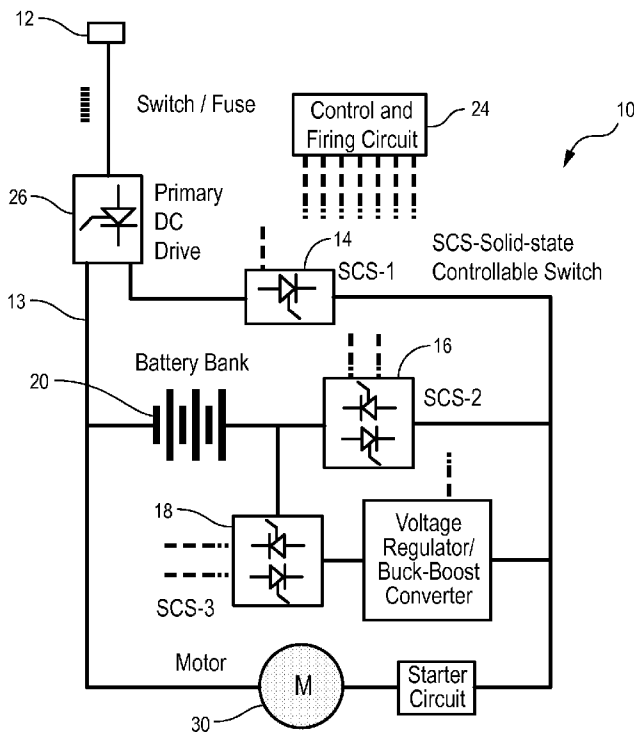 12
Switch / Fuse
Control and
Firing Circuit
24
10
26
Primary
DC
Drive
14
SCS-1
SCS-Solid-state
Controllable Switch
13
Battery Bank
16
20
SCS-2
18
Voltage
Regulator/
Buck-Boost
Converter
SCS-3
Motor
M
Starter
Circuit
30